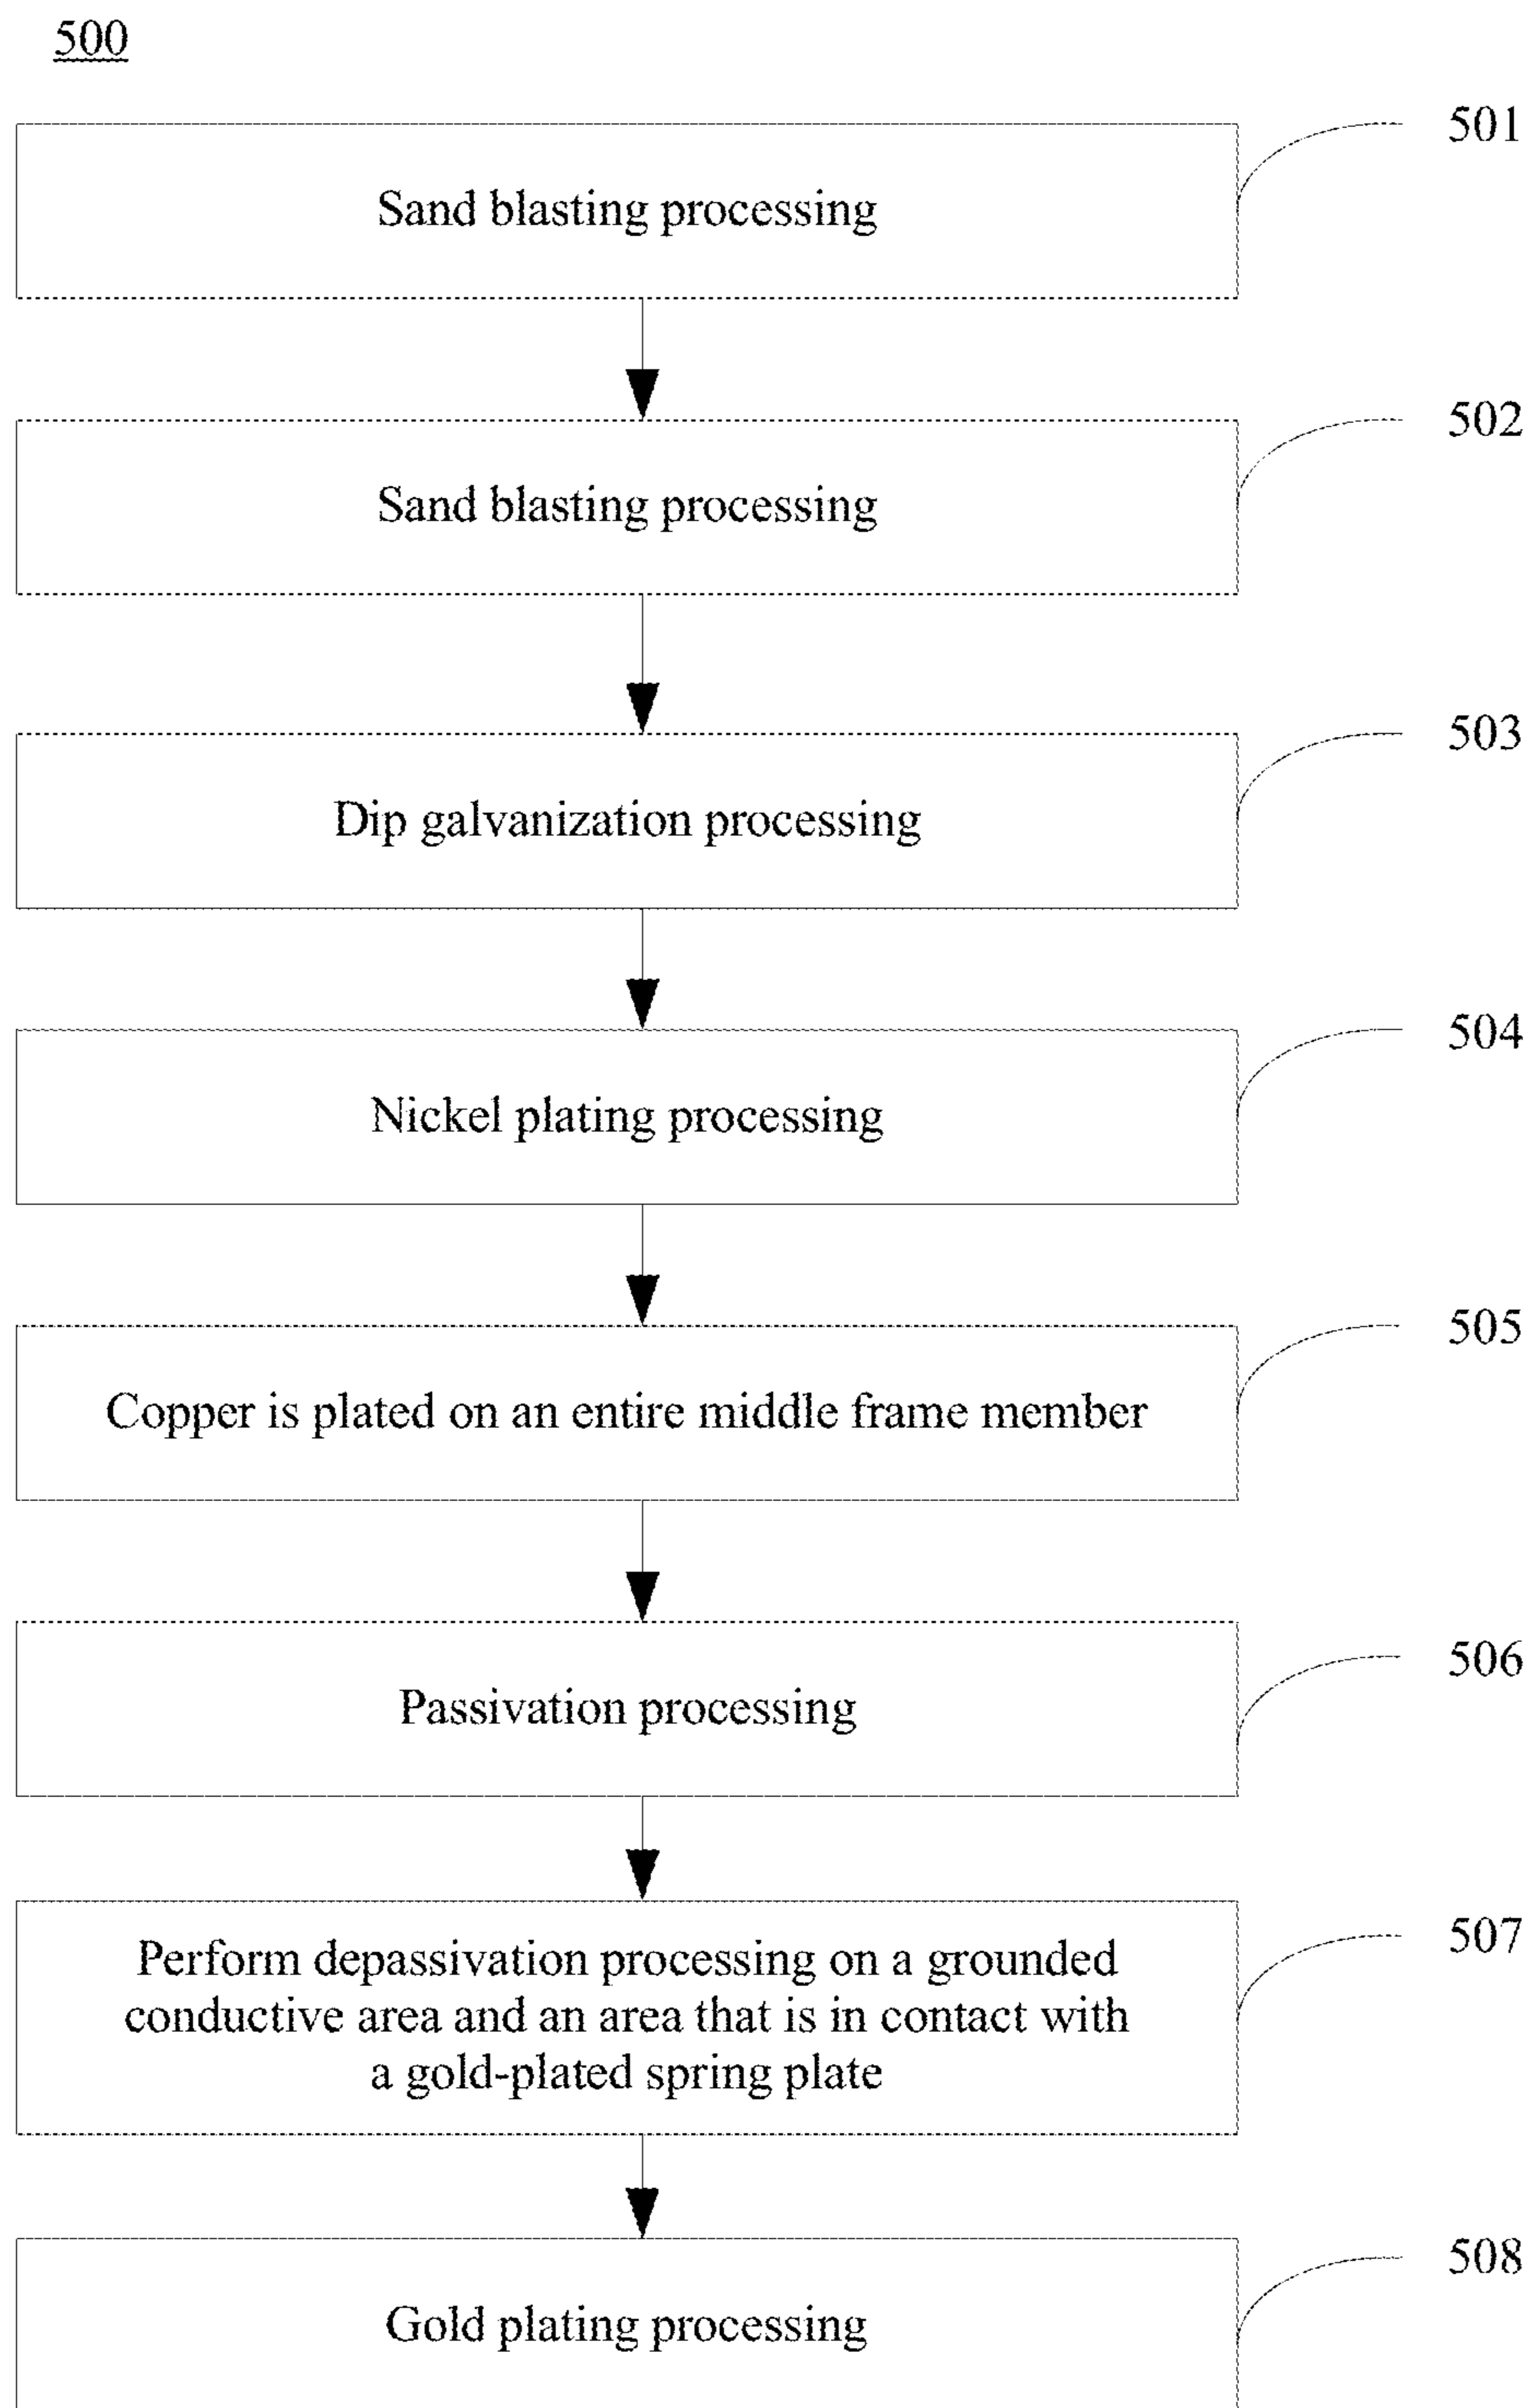 500
501
Sand blasting processing
502
Sand blasting processing
503
Dip galvanization processing
504
Nickel plating processing
505
Copper is plated on an entire middle frame member
506
Passivation processing
507
Perform depassivation processing on a grounded
conductive area and an area that is in contact with
a gold-plated spring plate
508
Gold plating processing